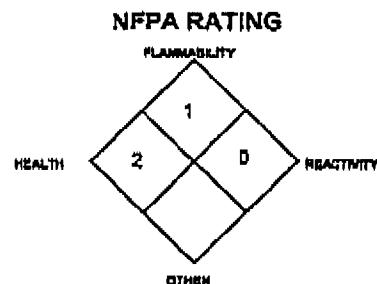 NFPA RATING
FLAMMABILITY
1
HEALTH 2 0 REACTIVITY
OTHER